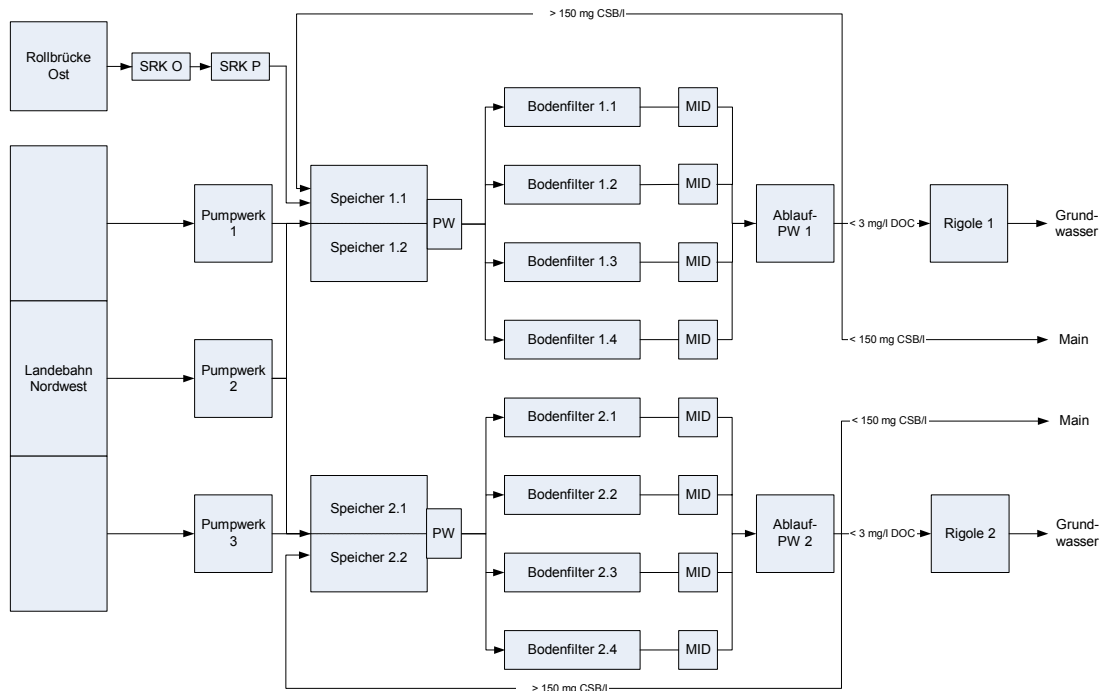 > 150 mg CSB/l
Rollbrücke
Ost
SRK O
SRK P
Bodenfilter 1.1
MID
Bodenfilter 1.2
MID
Pumpwerk
1
Speicher 1.1
Speicher 1.2
PW
Ablauf-
PW 1
< 3 mg/l DOC
Rigole 1
Grund-
wasser
Bodenfilter 1.3
MID
Bodenfilter 1.4
MID
< 150 mg CSB/l
Main
Landebahn
Nordwest
Pumpwerk
2
Bodenfilter 2.1
MID
< 150 mg CSB/l
Main
Bodenfilter 2.2
MID
Pumpwerk
3
Speicher 2.1
Speicher 2.2
PW
Ablauf-
PW 2
< 3 mg/l DOC
Rigole 2
Grund-
wasser
Bodenfilter 2.3
MID
Bodenfilter 2.4
MID
> 150 mg CSB/l